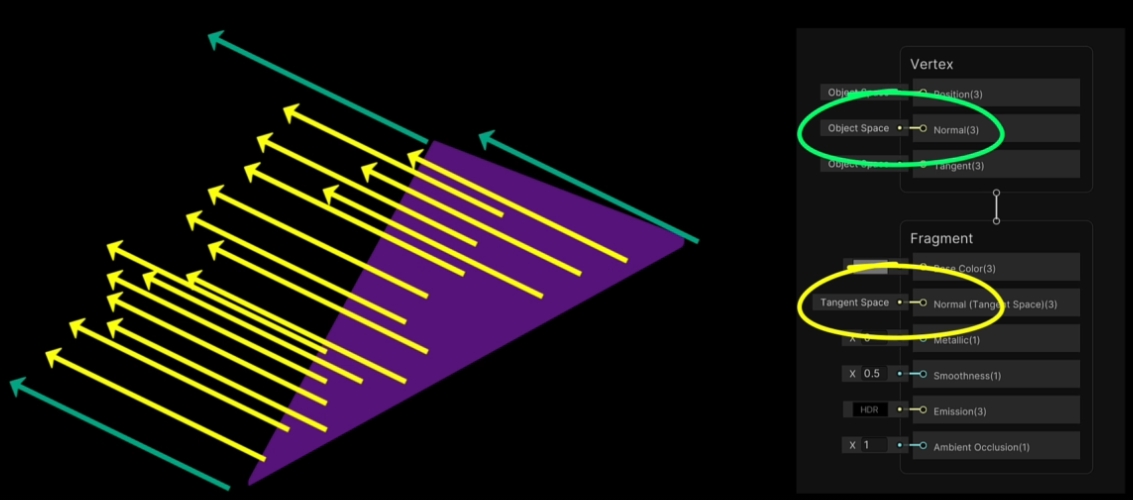 Vertex
Object Space Position(3)
Object Space Normal(3)
Object Space Tangent(3)
Fragment
Base Color(3)
Tangent Space Normal (Tangent Space)(3)
X Metallic(1)
X 0.5 Smoothness(1)
HDR Emission(3)
X 1 Ambient Occlusion(1)